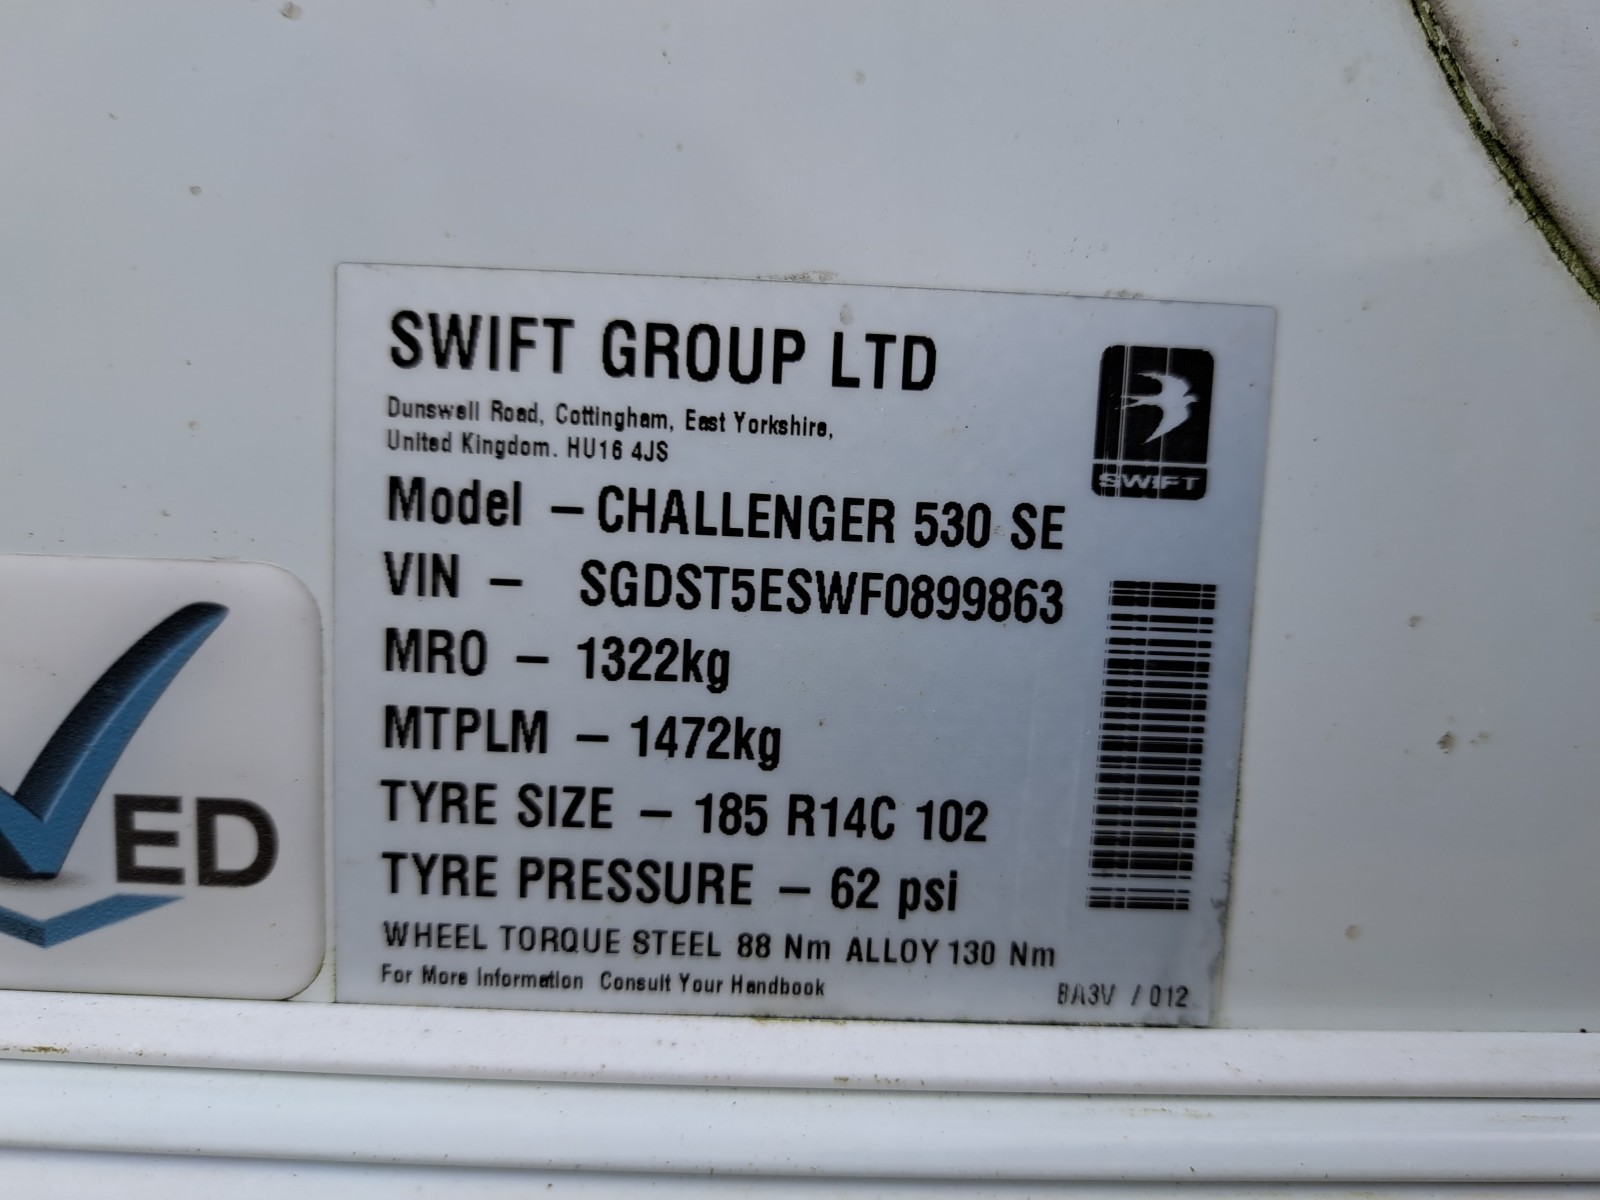 SWIFT GROUP LTD
Dunswell Road, Cottingham, East Yorkshire,
United Kingdom. HU16 4JS
SWIFT
Model – CHALLENGER 530 SE
VIN – SGDST5ESWF0899863
MRO – 1322kg
MTPLM – 1472kg
TYRE SIZE – 185 R14C 102
TYRE PRESSURE – 62 psi
WHEEL TORQUE STEEL 88 Nm ALLOY 130 Nm
For More Information Consult Your Handbook
BA3V / 012
ED